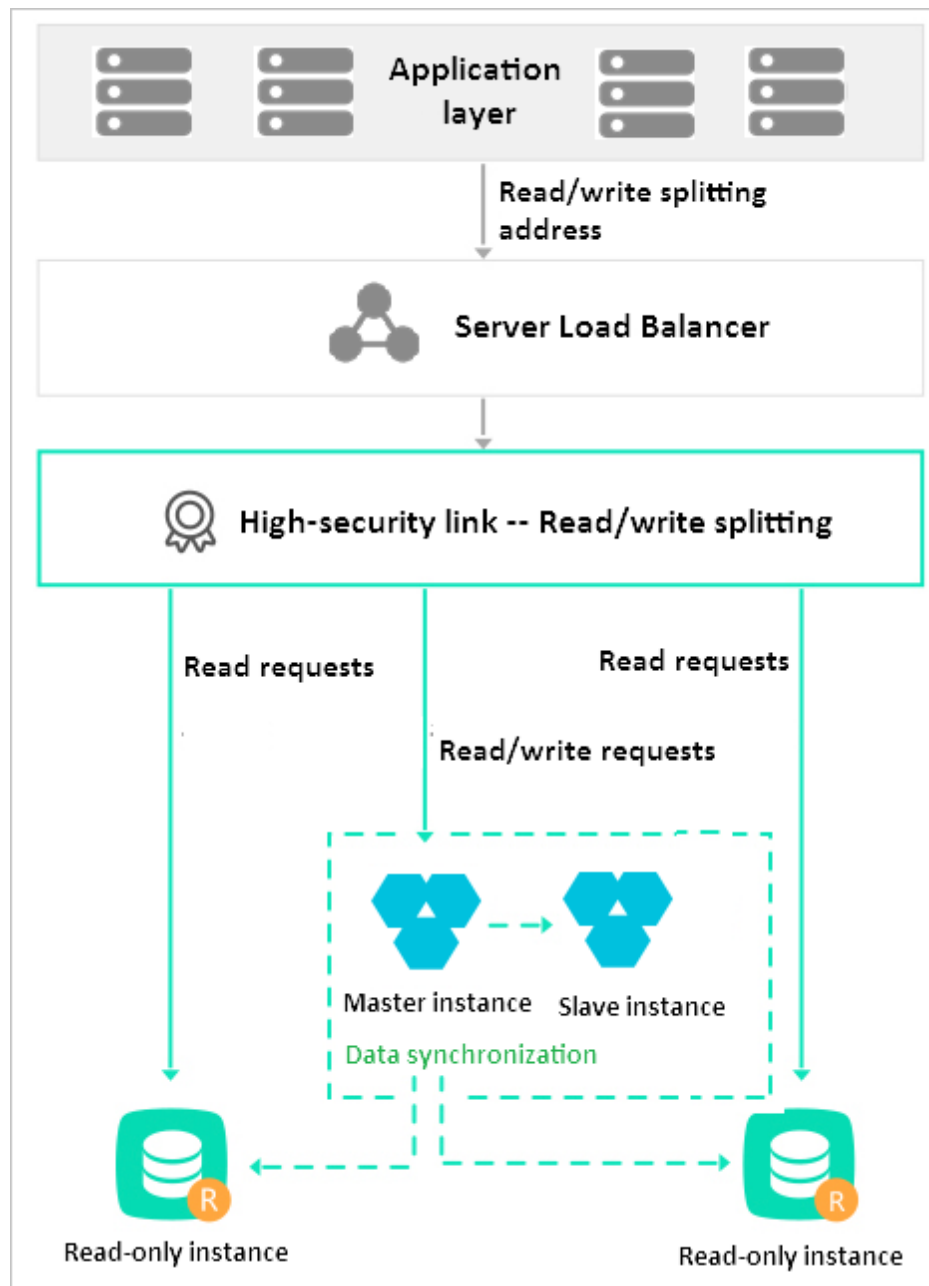 Application
layer
Read/write splitting
address
Server Load Balancer
High-security link -- Read/write splitting
Read requests
Read requests
Read/write requests
Master instance
Slave instance
Data synchronization
R
R
Read-only instance
Read-only instance